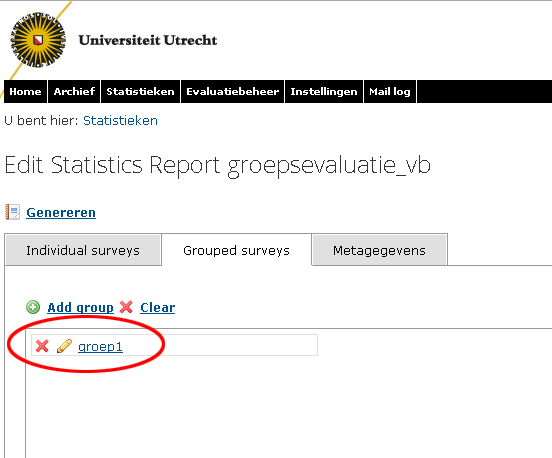 Universiteit Utrecht
Home Archief Statistieken Evaluatiebeheer Instellingen Mail log
U bent hier: Statistieken
Edit Statistics Report groepsevaluatie_vb
Genereren
Individual surveys Grouped surveys Metagegevens
Add group Clear
groep1